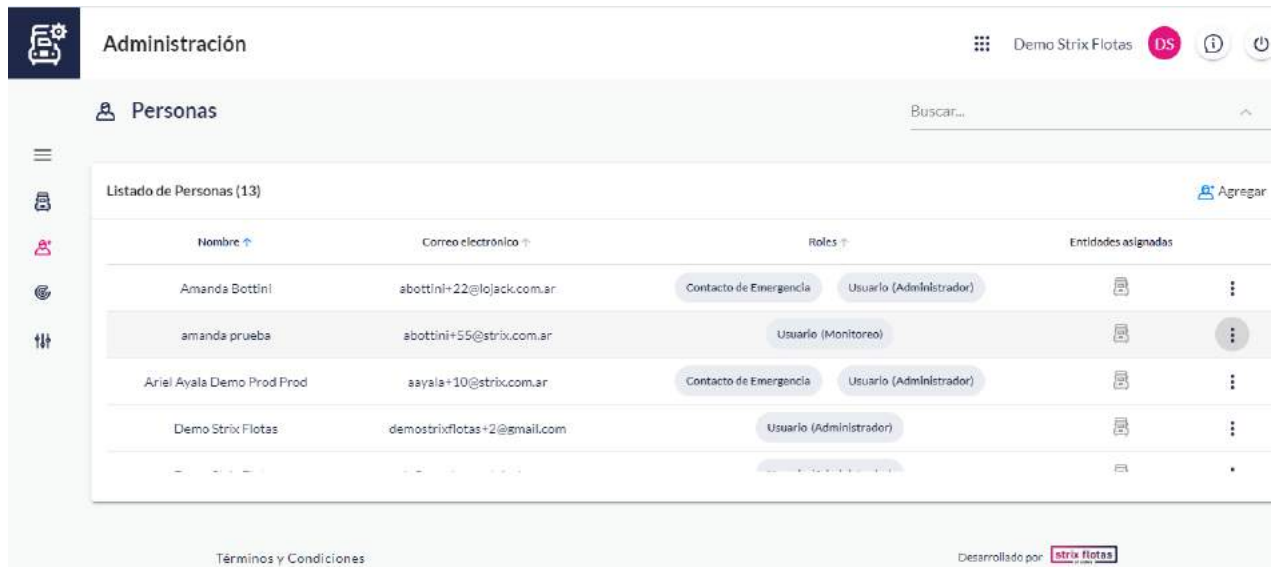 Administración
Demo Strix Flotas DS
Personas
Buscar...
Listado de Personas (13)
Agregar
Nombre ↑ Correo electrónico ↑ Roles ↑ Entidades asignadas
Amanda Bottini abottini+22@lojack.com.ar Contacto de Emergencia Usuario (Administrador)
amanda prueba abottini+55@strix.com.ar Usuario (Monitoreo)
Ariel Ayala Demo Prod Prod aayala+10@strix.com.ar Contacto de Emergencia Usuario (Administrador)
Demo Strix Flotas demostrixflotas+2@gmail.com Usuario (Administrador)
Términos y Condiciones
Desarrollado por strix flotas